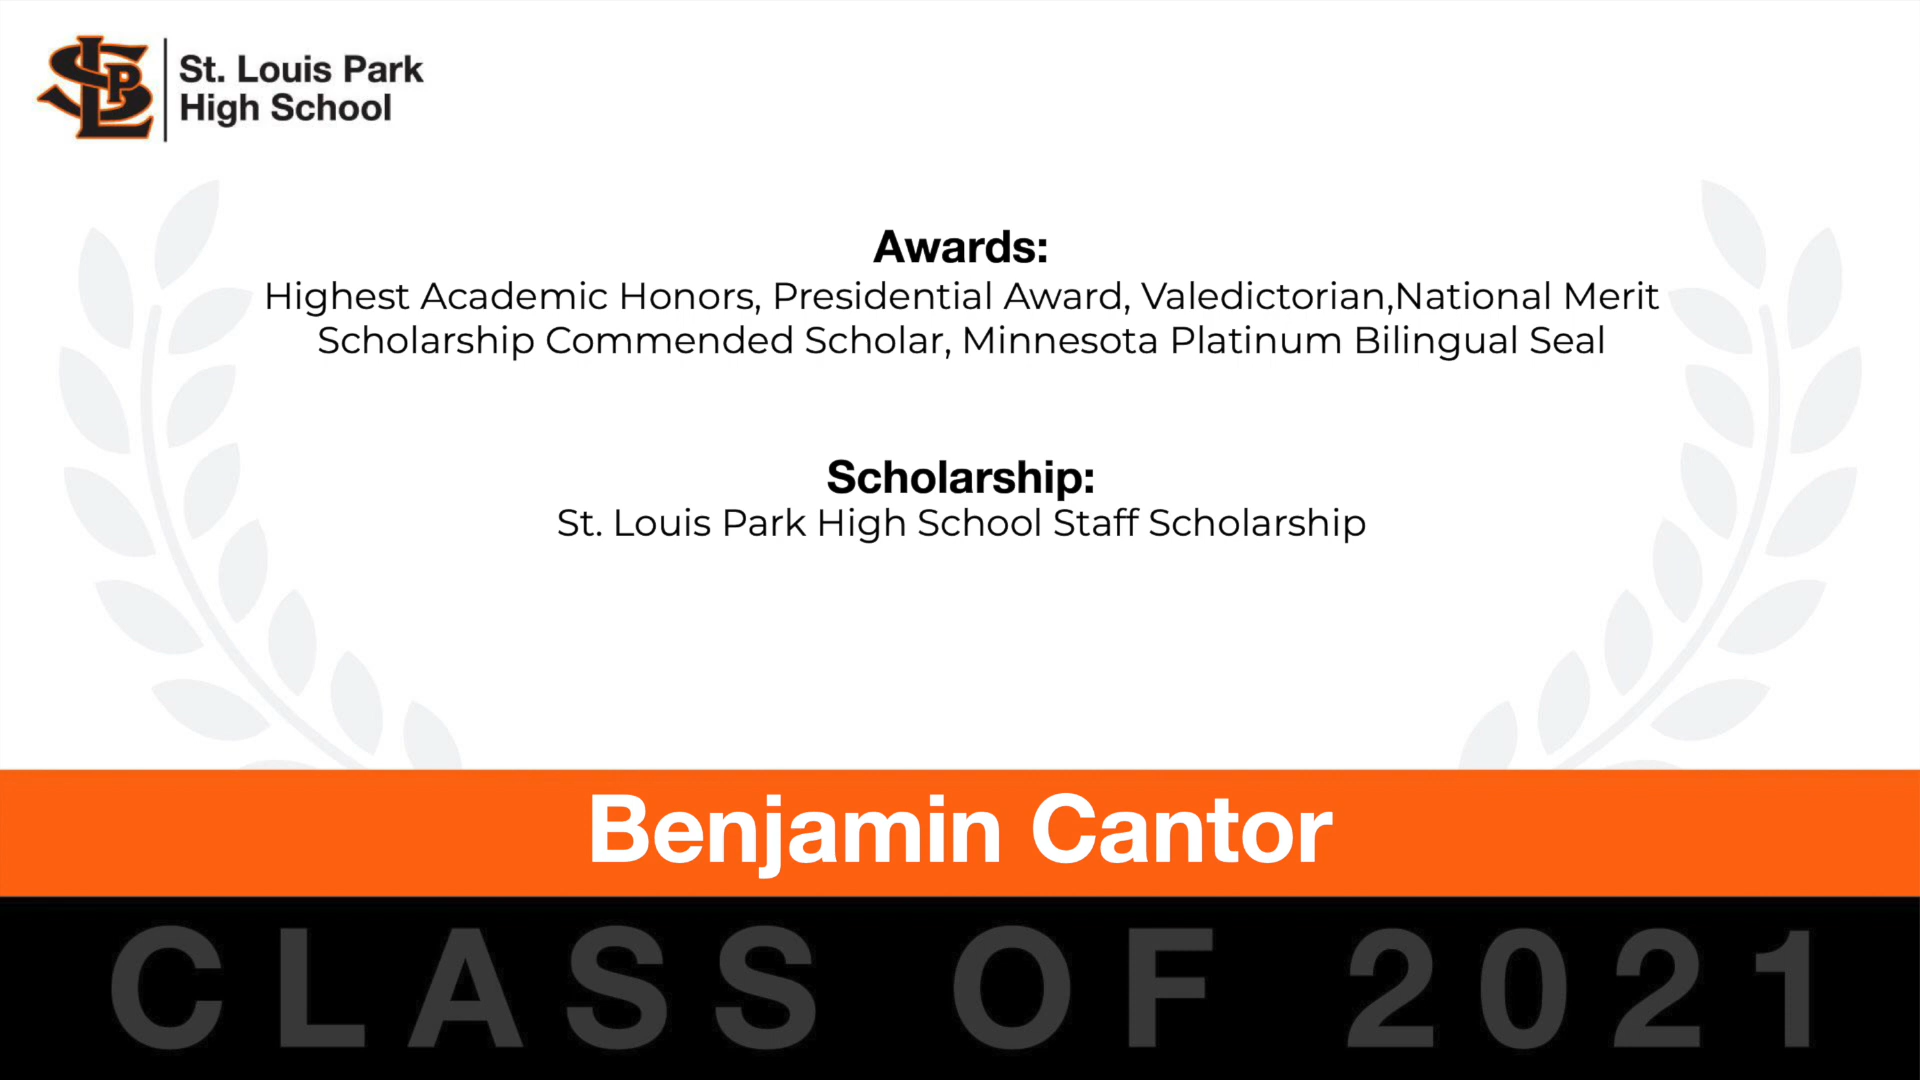 SLP
St. Louis Park
High School
Awards:
Highest Academic Honors, Presidential Award, Valedictorian,National Merit
Scholarship Commended Scholar, Minnesota Platinum Bilingual Seal
Scholarship:
St. Louis Park High School Staff Scholarship
Benjamin Cantor
CLASS OF 2021